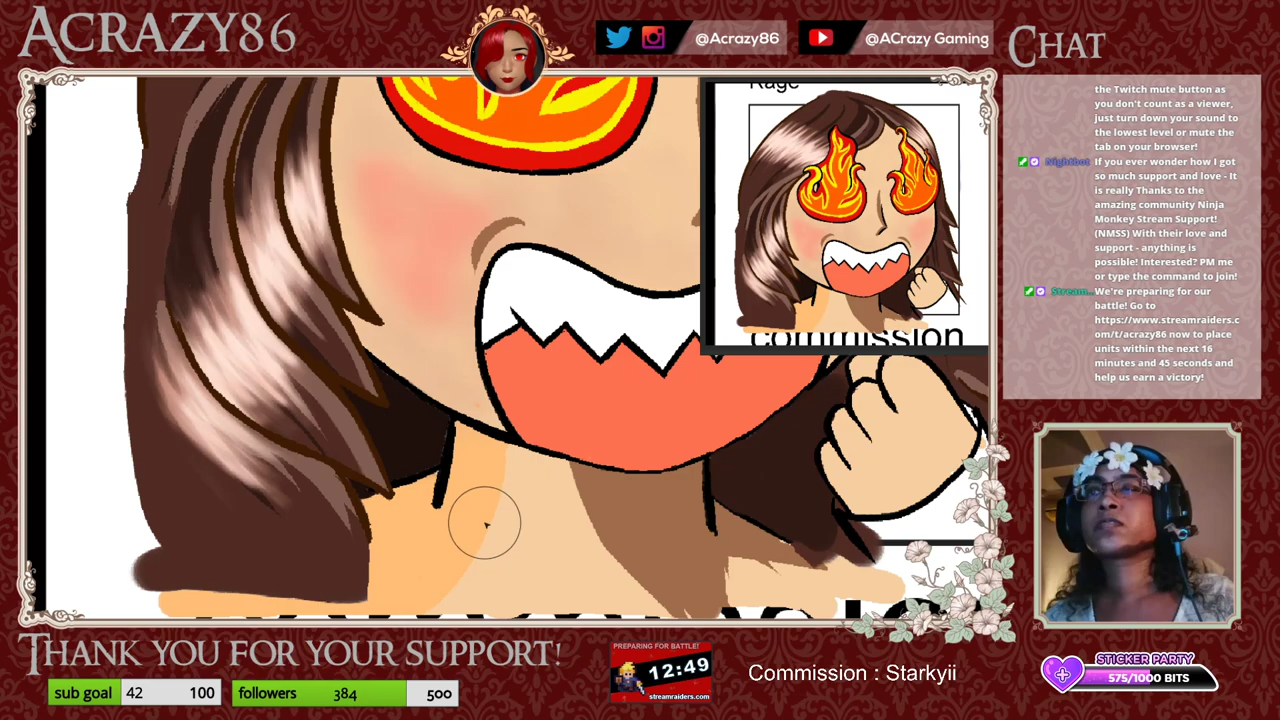 ACRAZY86
@Acrazy86
@ACrazy Gaming
CHAT
Rage
commission
the Twitch mute button as
you don't count as a viewer,
just turn down your sound to
the lowest level or mute the
tab on your browser!
Nightbot If you ever wonder how I got
so much support and love - It
is really Thanks to the
amazing community Ninja
Monkey Stream Support!
(NMSS) With their love and
support - anything is
possible! Interested? PM me
or type the command to join!
Stream... We're preparing for our
battle! Go to
https://www.streamraiders.c
om/t/acrazy86 now to place
units within the next 16
minutes and 45 seconds and
help us earn a victory!
THANK YOU FOR YOUR SUPPORT!
sub goal 42 100
followers 384 500
PREPARING FOR BATTLE!
12:49
streamraiders.com
Commission : Starkyii
STICKER PARTY
575/1000 BITS